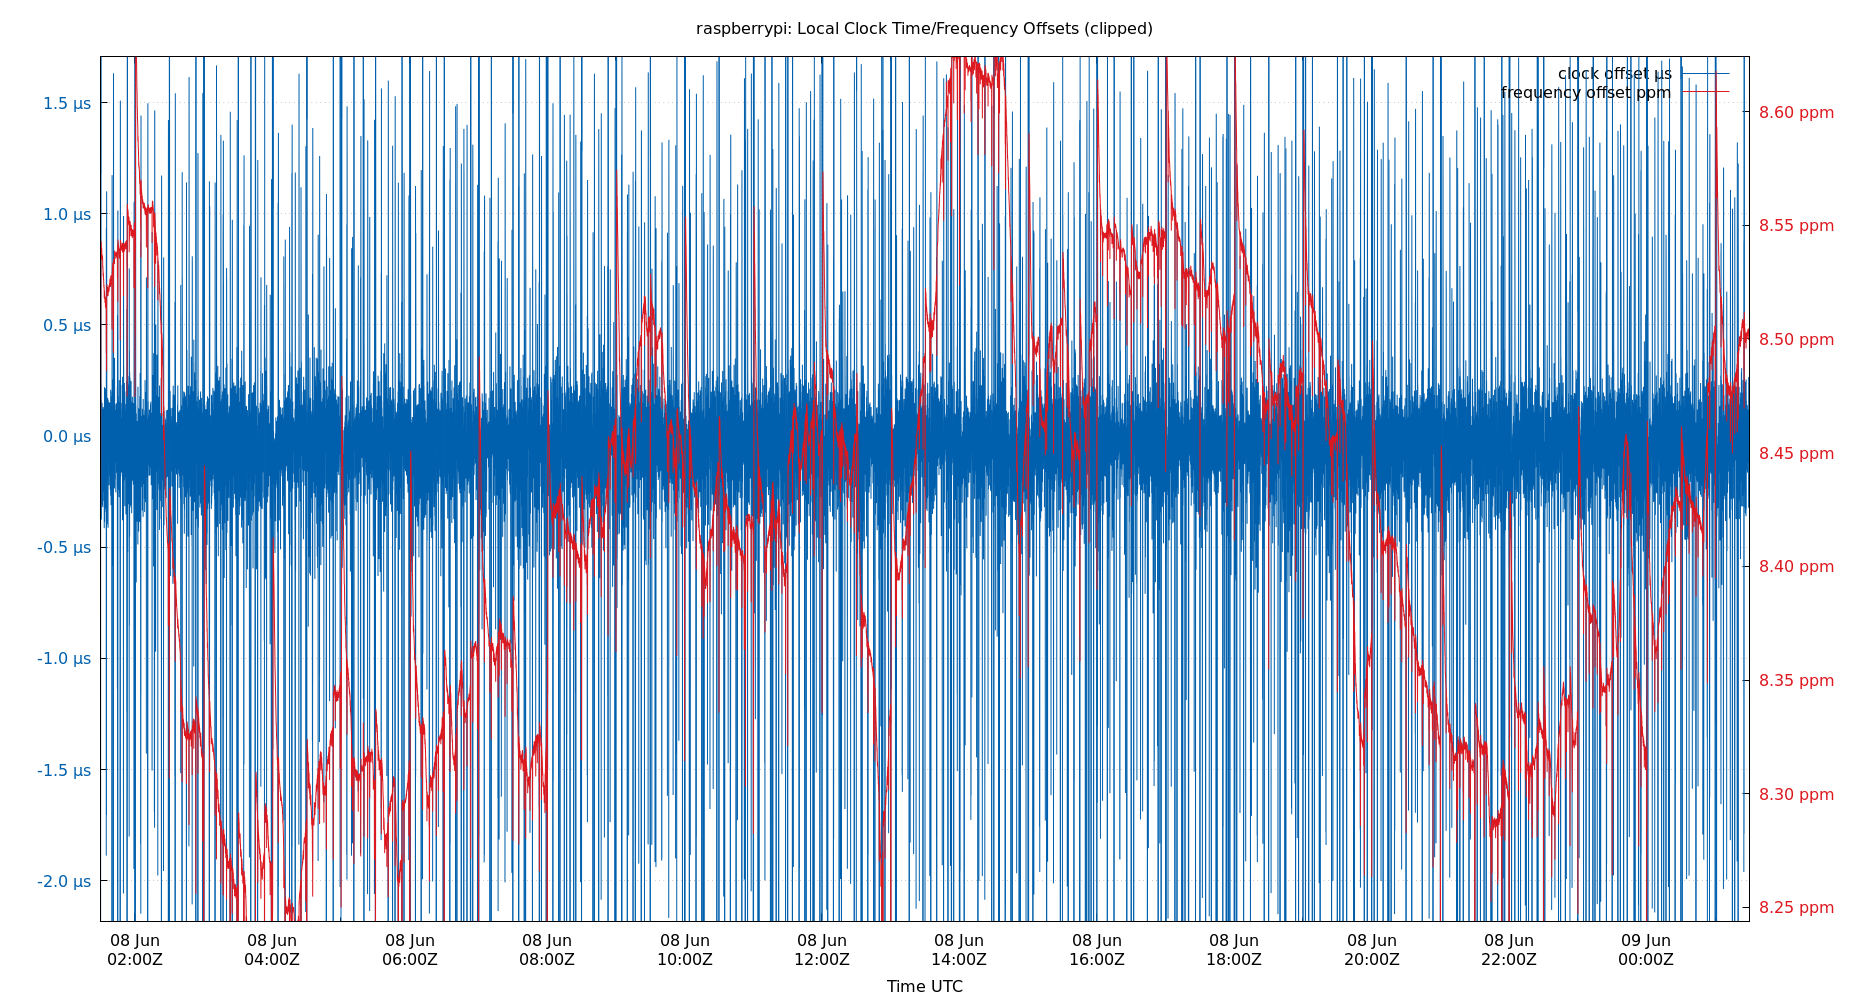 raspberrypi: Local Clock Time/Frequency Offsets (clipped)
clock offset µs
frequency offset ppm
1.5 µs
1.0 µs
0.5 µs
0.0 µs
-0.5 µs
-1.0 µs
-1.5 µs
-2.0 µs
8.60 ppm
8.55 ppm
8.50 ppm
8.45 ppm
8.40 ppm
8.35 ppm
8.30 ppm
8.25 ppm
08 Jun
02:00Z
08 Jun
04:00Z
08 Jun
06:00Z
08 Jun
08:00Z
08 Jun
10:00Z
08 Jun
12:00Z
08 Jun
14:00Z
08 Jun
16:00Z
08 Jun
18:00Z
08 Jun
20:00Z
08 Jun
22:00Z
09 Jun
00:00Z
Time UTC